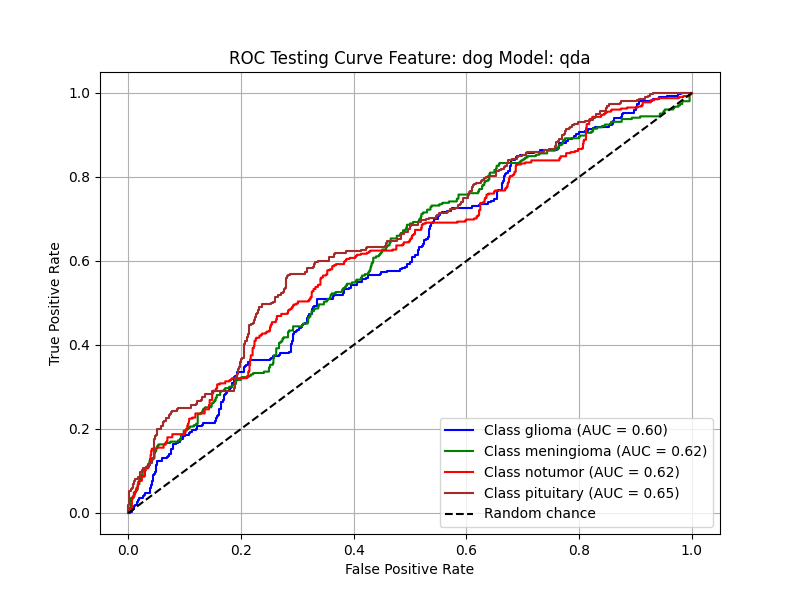 ROC Testing Curve Feature: dog Model: qda
True Positive Rate
1.0
0.8
0.6
0.4
0.2
0.0
Class glioma (AUC = 0.60)
Class meningioma (AUC = 0.62)
Class notumor (AUC = 0.62)
Class pituitary (AUC = 0.65)
Random chance
0.0 0.2 0.4 0.6 0.8 1.0
False Positive Rate